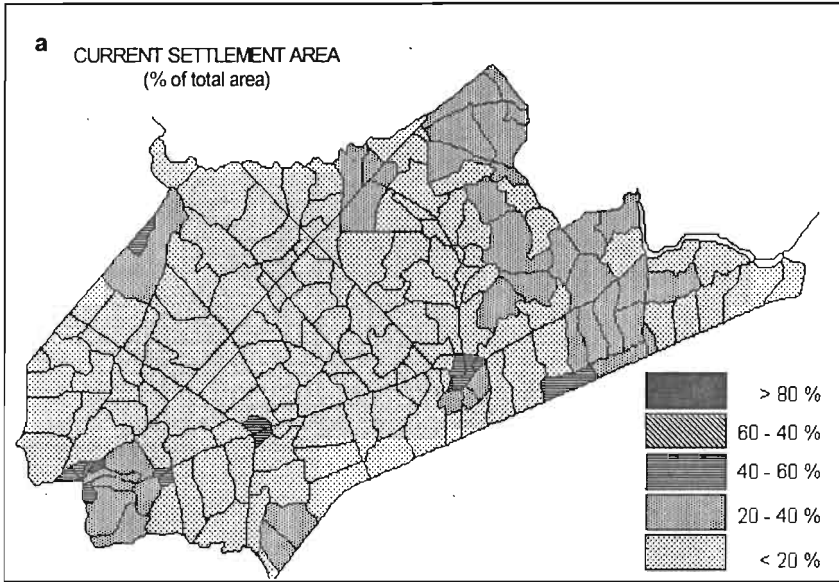 a
CURRENT SETTLEMENT AREA
(% of total area)
> 80 %
60 - 40 %
40 - 60 %
20 - 40 %
< 20 %